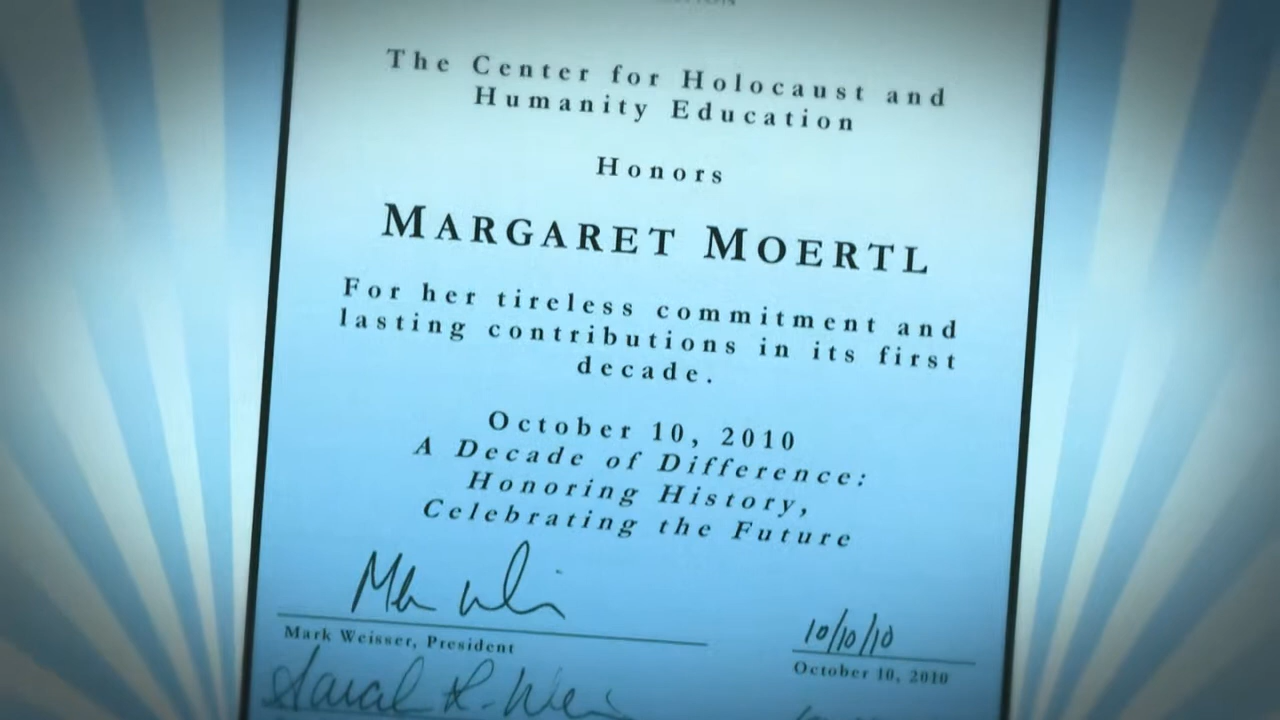 The Center for Holocaust and
Humanity Education
Honors
MARGARET MOERTL
For her tireless commitment and
lasting contributions in its first
decade.
October 10, 2010
A Decade of Difference:
Honoring History,
Celebrating the Future
10/10/10
Mark Weisser, President
October 10, 2010
Sarah L. Wei